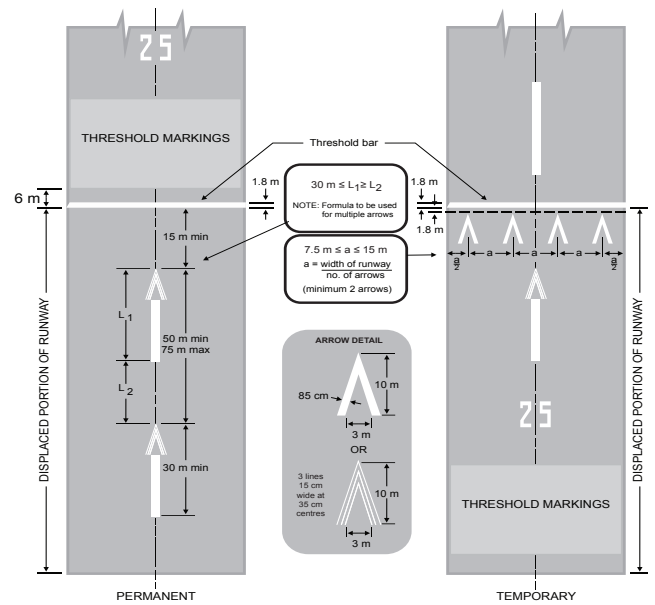 25
THRESHOLD MARKINGS
Threshold bar
6 m
1.8 m
30 m ≤ L₁ ≥ L₂
NOTE: Formula to be used
for multiple arrows
1.8 m
1.8 m
15 m min
7.5 m ≤ a ≤ 15 m
a = width of runway
no. of arrows
(minimum 2 arrows)
a
2
a
a
a
a
2
L₁
50 m min
75 m max
L₂
30 m min
DISPLACED PORTION OF RUNWAY
ARROW DETAIL
85 cm
10 m
3 m
OR
3 lines
15 cm
wide at
35 cm
centres
10 m
3 m
25
THRESHOLD MARKINGS
DISPLACED PORTION OF RUNWAY
PERMANENT
TEMPORARY